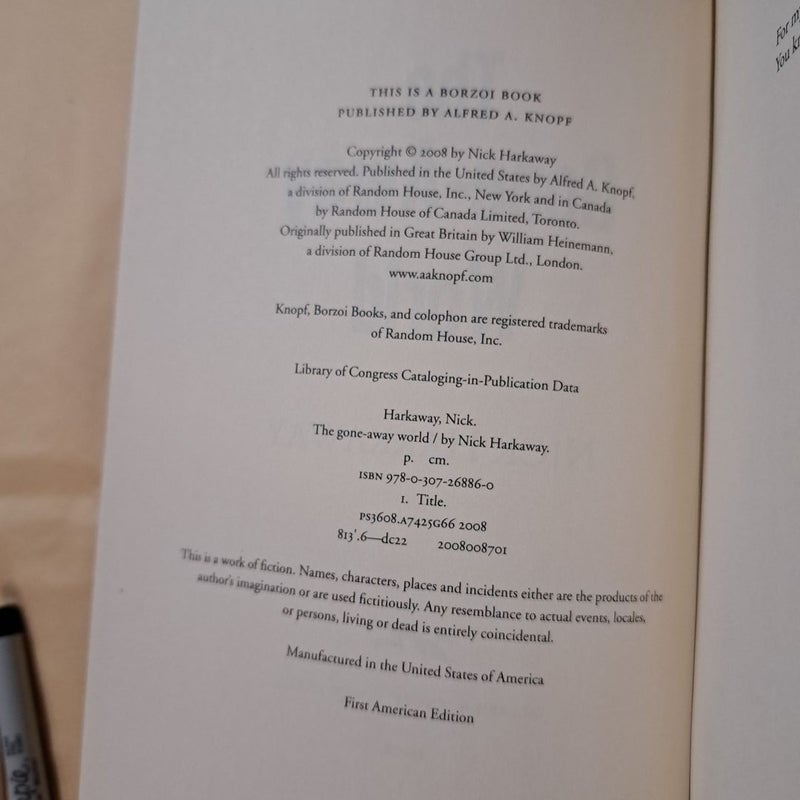 THIS IS A BORZOI BOOK
PUBLISHED BY ALFRED A. KNOPF
Copyright © 2008 by Nick Harkaway
All rights reserved. Published in the United States by Alfred A. Knopf,
a division of Random House, Inc., New York and in Canada
by Random House of Canada Limited, Toronto.
Originally published in Great Britain by William Heinemann,
a division of Random House Group Ltd., London.
www.aaknopf.com
Knopf, Borzoi Books, and colophon are registered trademarks
of Random House, Inc.
Library of Congress Cataloging-in-Publication Data
Harkaway, Nick.
The gone-away world / by Nick Harkaway.
p. cm.
ISBN 978-0-307-26886-0
1. Title.
PS3608.A7425G66 2008
813'.6—dc22 2008008701
This is a work of fiction. Names, characters, places and incidents either are the products of the
author's imagination or are used fictitiously. Any resemblance to actual events, locales,
or persons, living or dead is entirely coincidental.
Manufactured in the United States of America
First American Edition
For
You